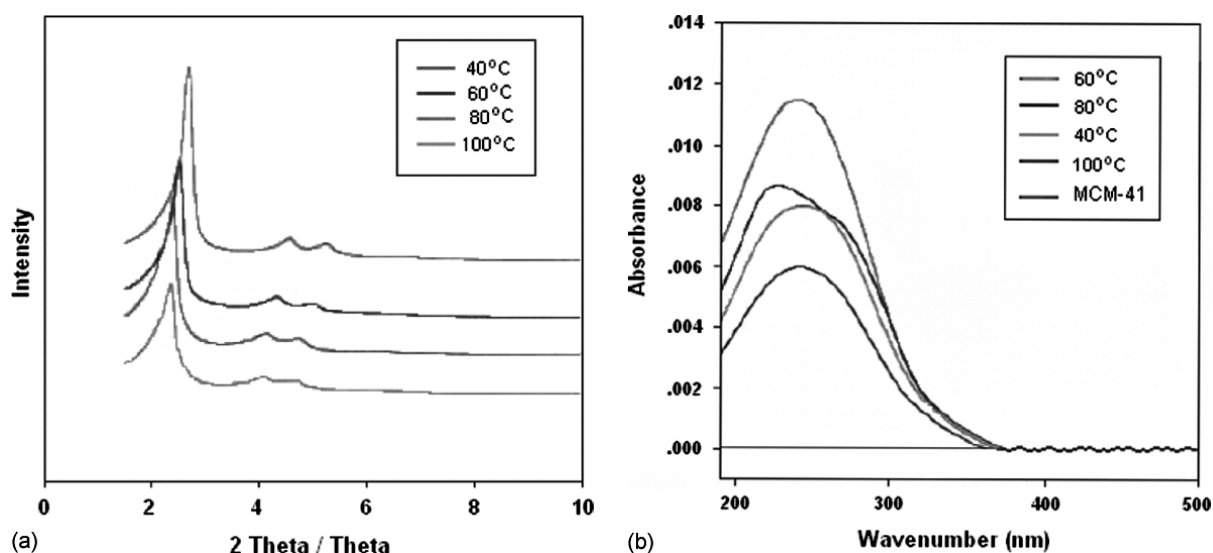 Intensity
40°C
60°C
80°C
100°C
0
2
4
6
8
10
(a)
2 Theta / Theta
Absorbance
.014
.012
.010
.008
.006
.004
.002
.000
60°C
80°C
40°C
100°C
MCM-41
200
300
400
500
(b)
Wavenumber (nm)